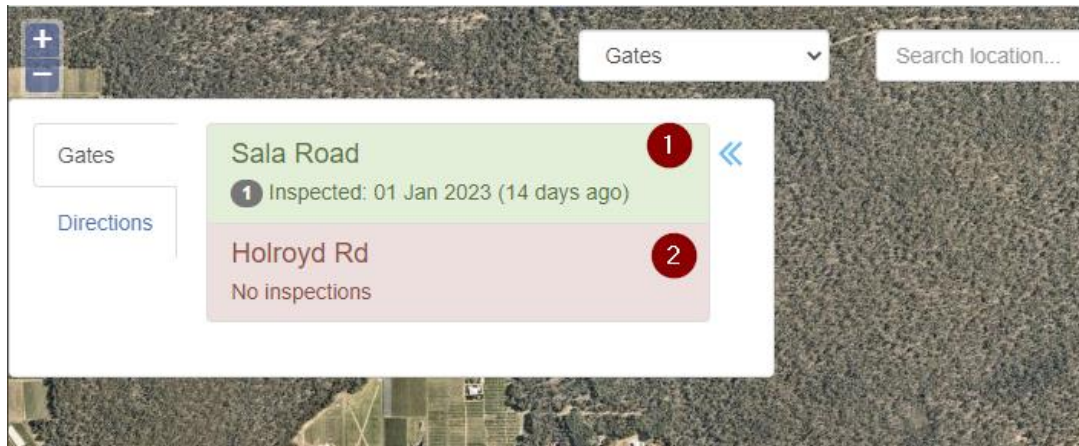 +
−
Gates
Search location...
Gates
Directions
Sala Road
1
1 Inspected: 01 Jan 2023 (14 days ago)
Holroyd Rd
2
No inspections